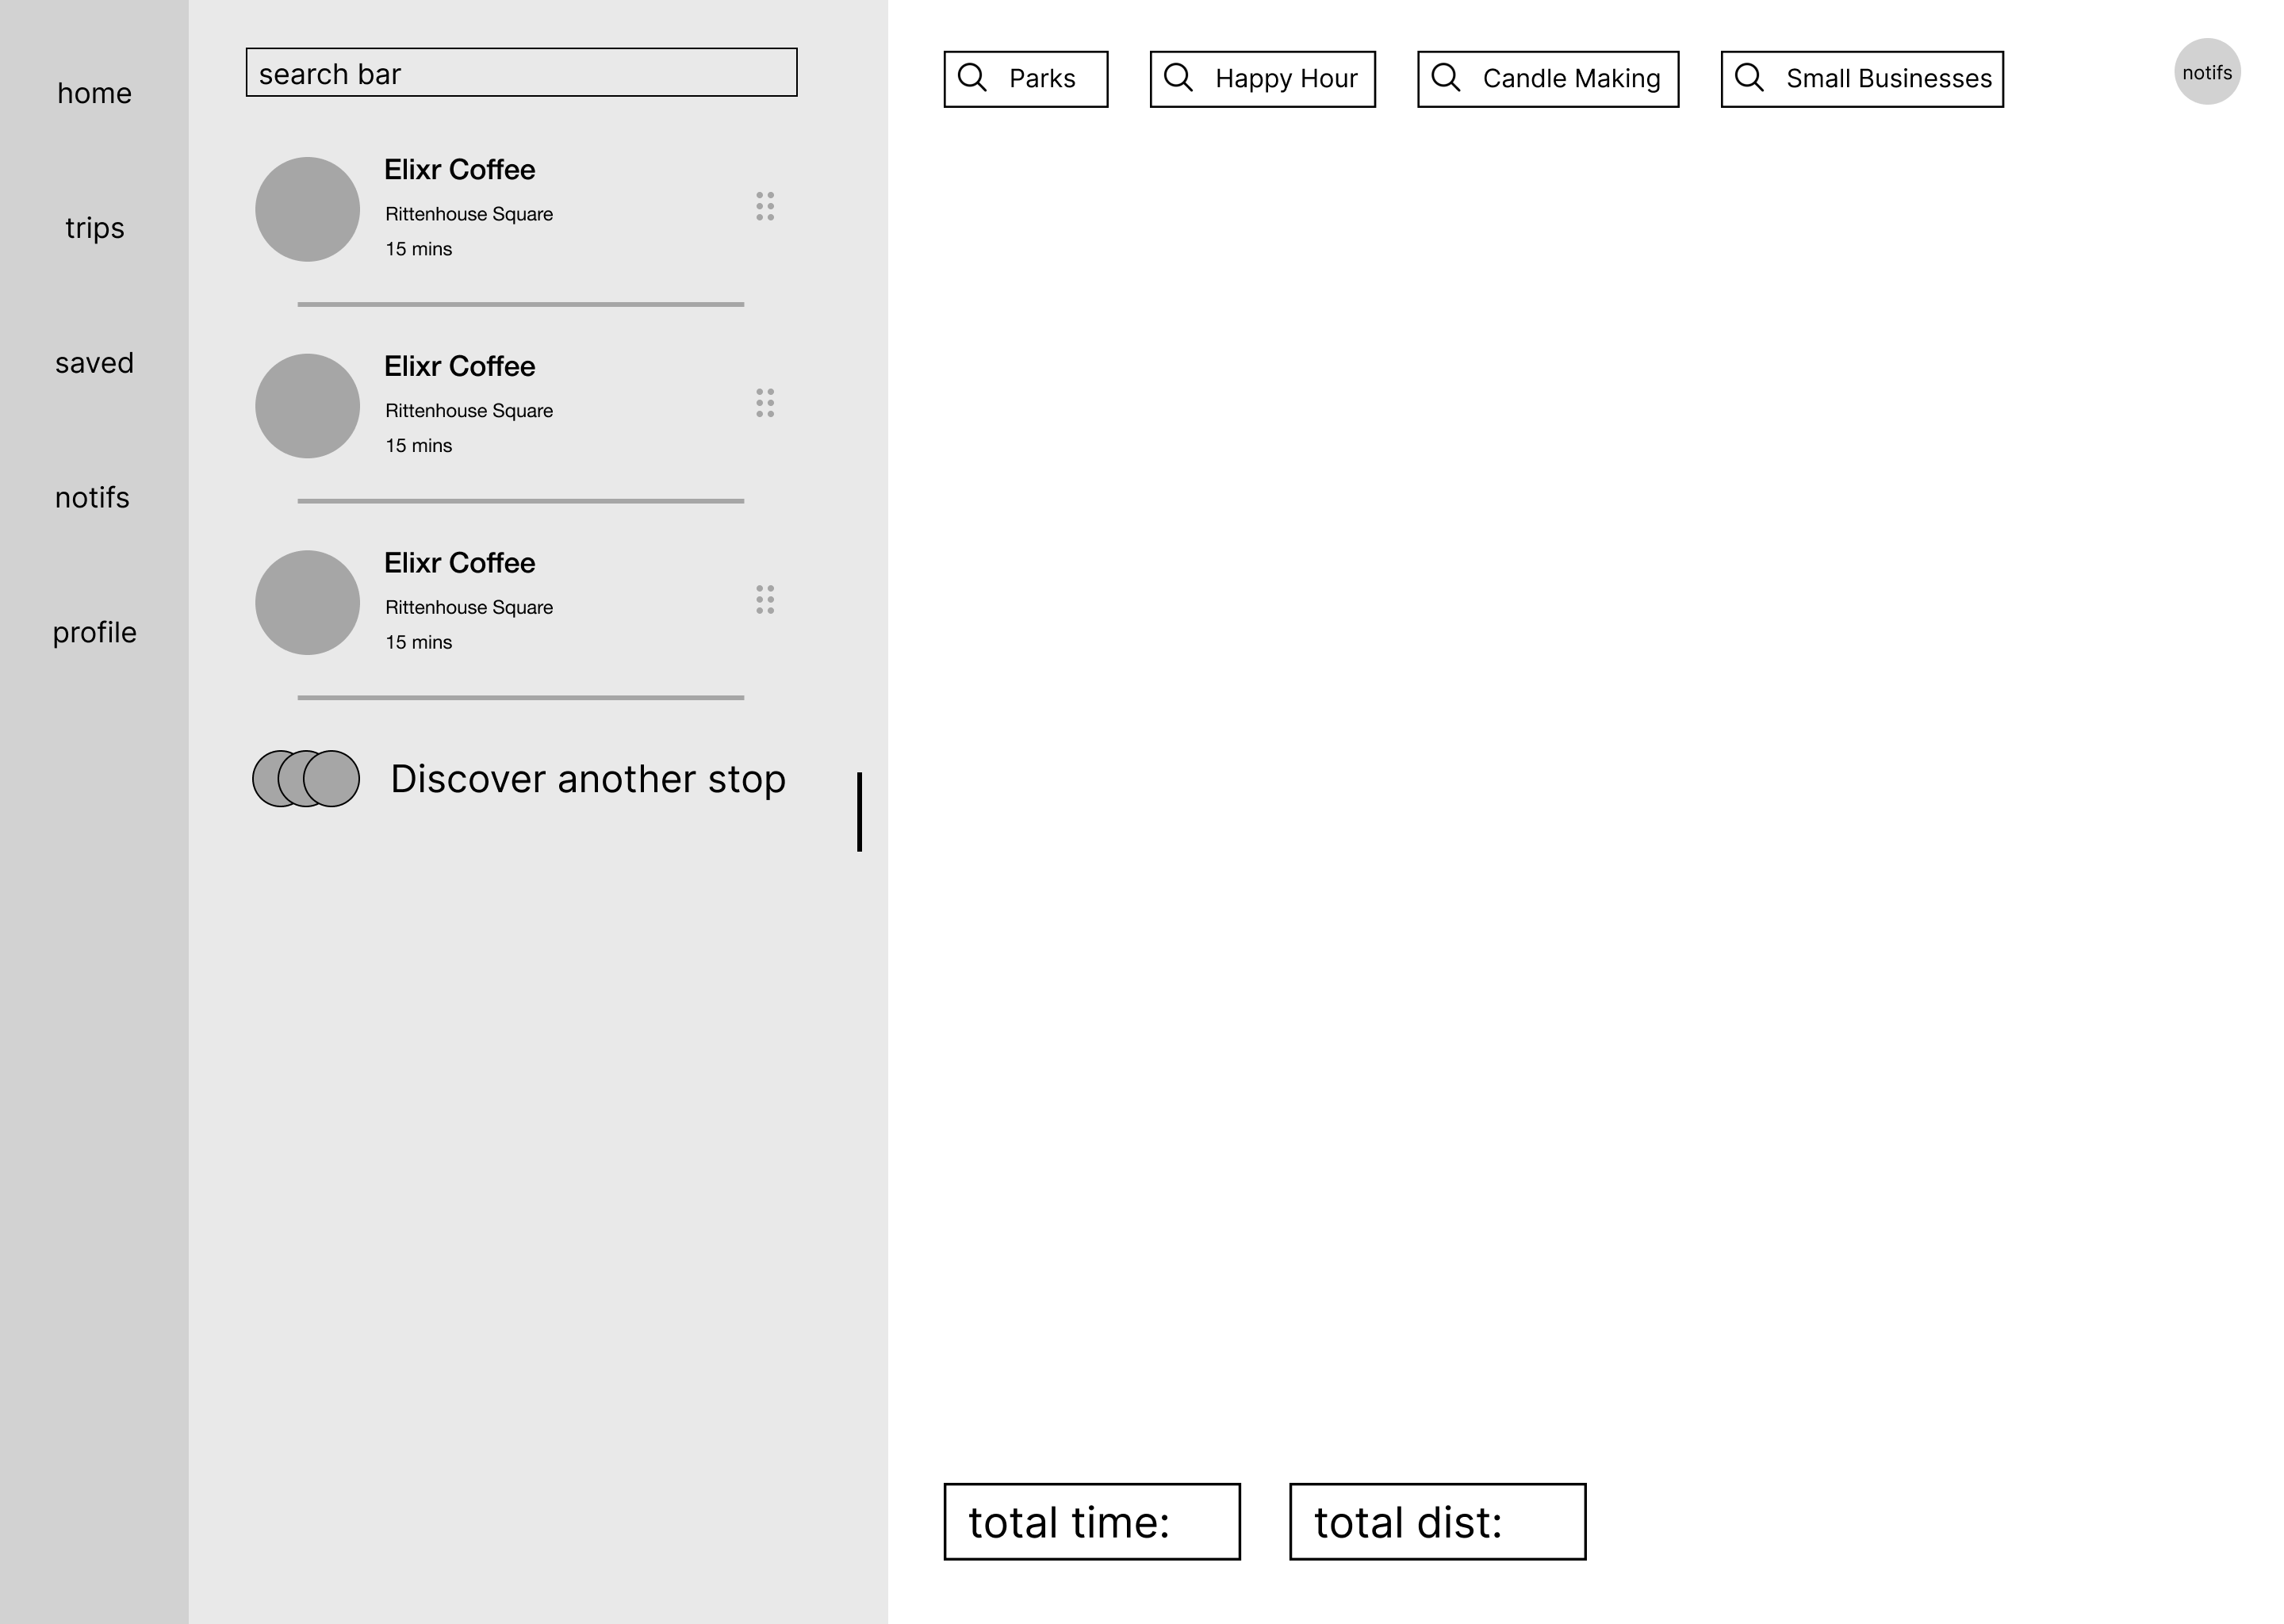 home
trips
saved
notifs
profile
search bar
Elixr Coffee
Rittenhouse Square
15 mins
Elixr Coffee
Rittenhouse Square
15 mins
Elixr Coffee
Rittenhouse Square
15 mins
Discover another stop
Parks
Happy Hour
Candle Making
Small Businesses
notifs
total time:
total dist: